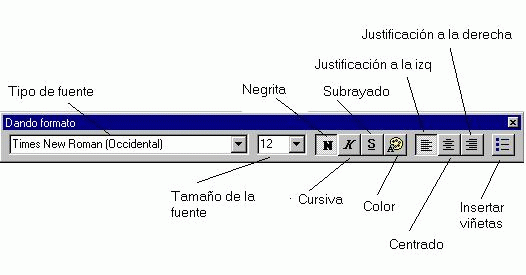 Justificación a la derecha
Justificación a la izq
Tipo de fuente
Negrita
Subrayado
Dando formato
Times New Roman (Occidental)
12
N
K
S
Tamaño de la
fuente
Cursiva
Color
Insertar
viñetas
Centrado